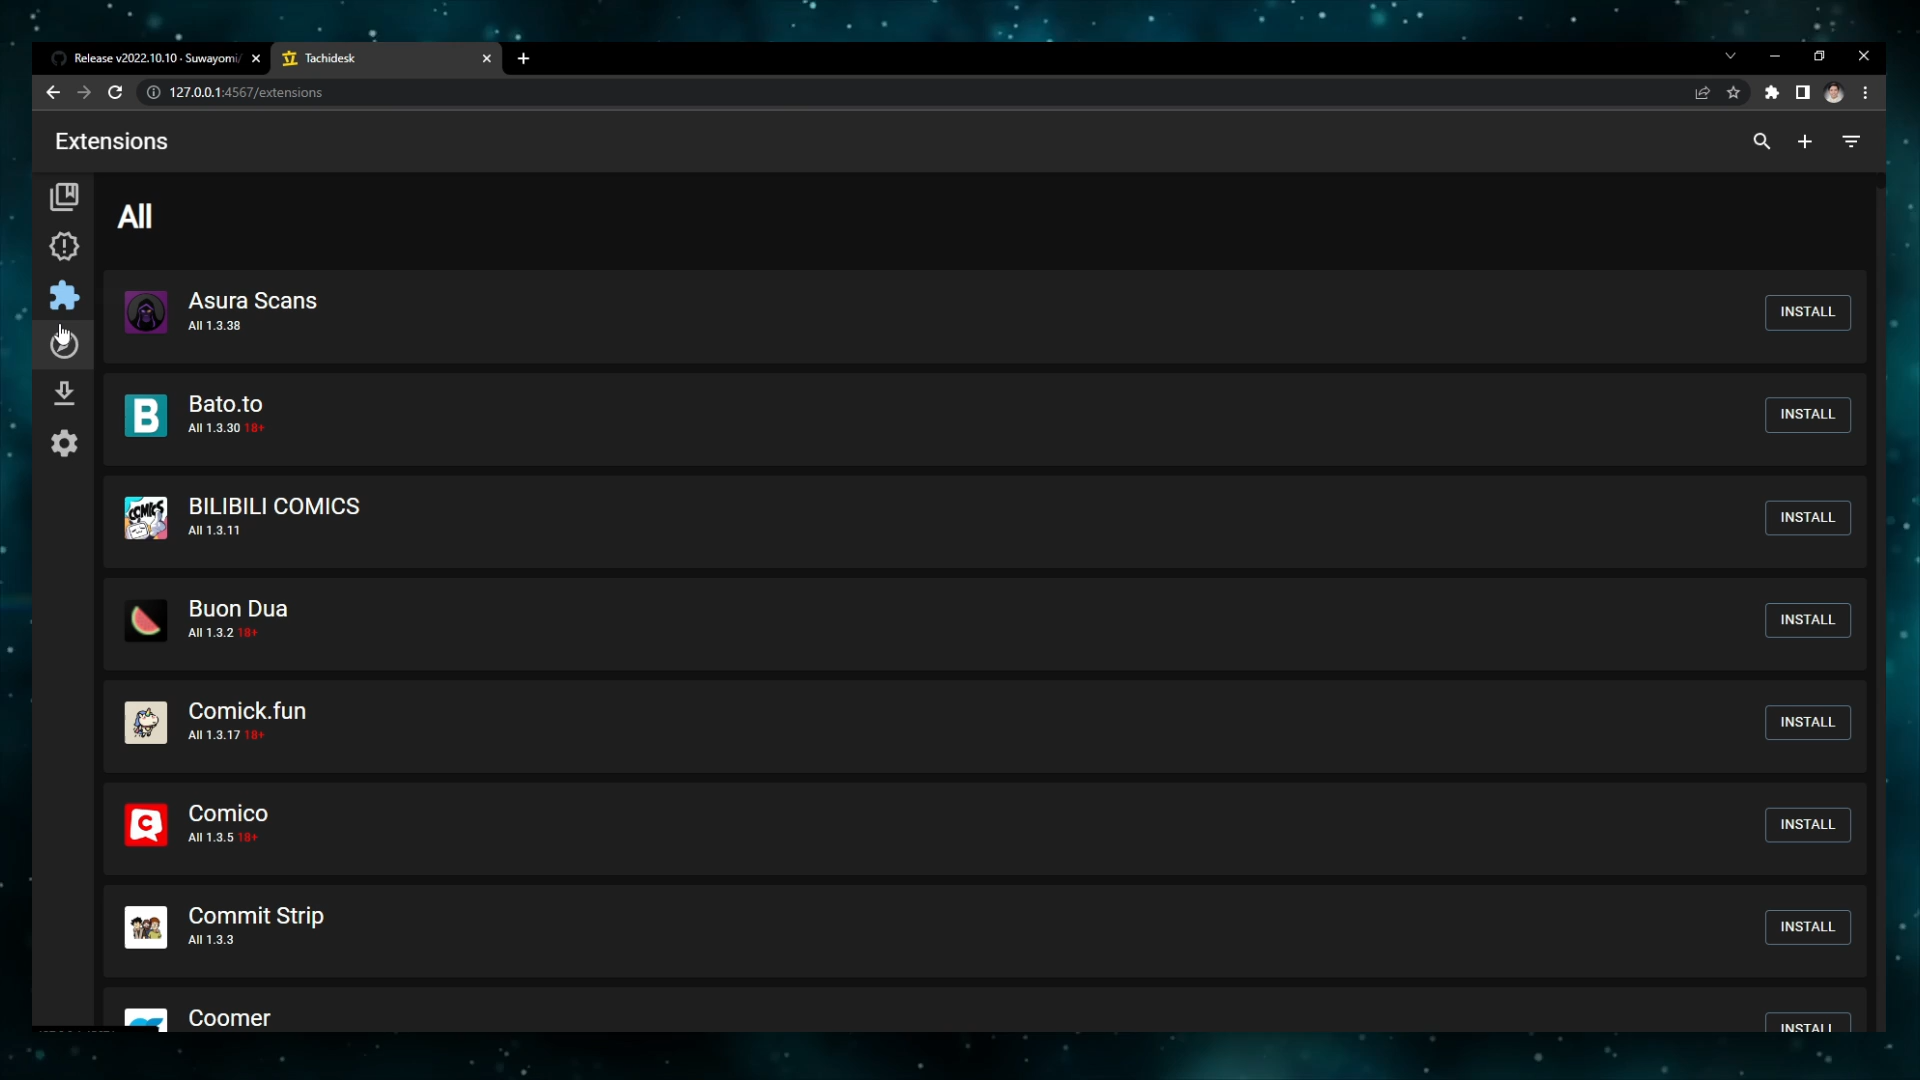 Release v2022.10.10 · Suwayomi/
Tachidesk
127.0.0.1:4567/extensions
Extensions
All
Asura Scans
All 1.3.38
INSTALL
B
Bato.to
All 1.3.30 18+
INSTALL
COMICS
BILIBILI COMICS
All 1.3.11
INSTALL
Buon Dua
All 1.3.2 18+
INSTALL
Comick.fun
All 1.3.17 18+
INSTALL
C
Comico
All 1.3.5 18+
INSTALL
Commit Strip
All 1.3.3
INSTALL
Coomer
INSTALL